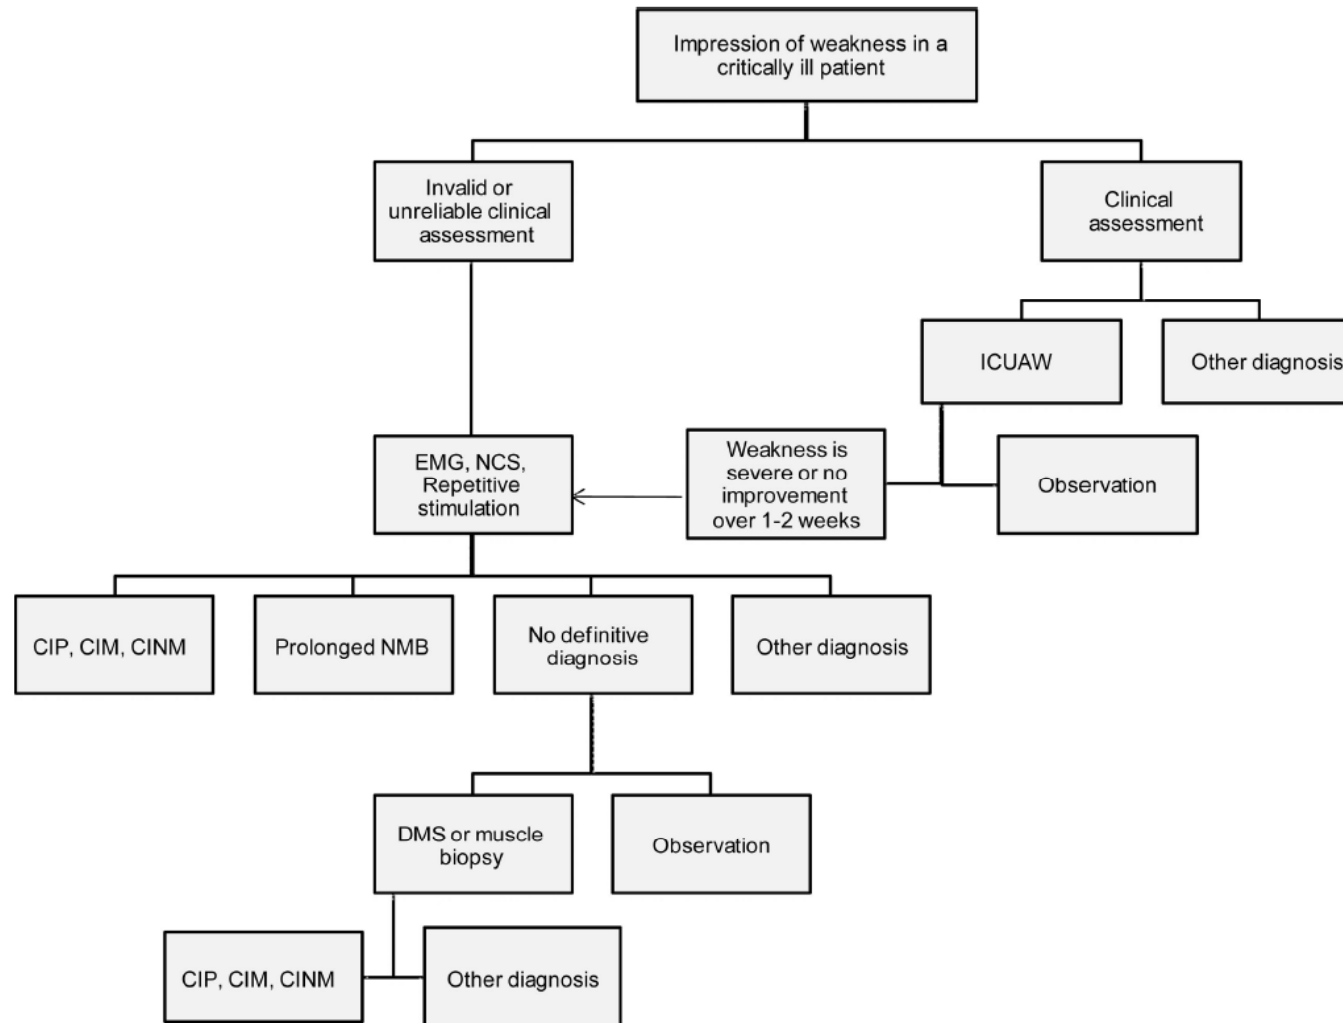 Impression of weakness in a
critically ill patient
Invalid or
unreliable clinical
assessment
Clinical
assessment
ICUAW
Other diagnosis
EMG, NCS,
Repetitive
stimulation
Weakness is
severe or no
improvement
over 1-2 weeks
Observation
CIP, CIM, CINM
Prolonged NMB
No definitive
diagnosis
Other diagnosis
DMS or muscle
biopsy
Observation
CIP, CIM, CINM
Other diagnosis